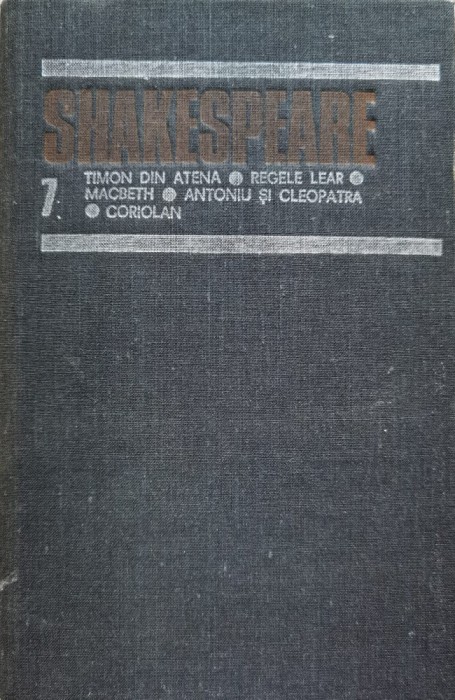 SHAKESPEARE
7. TIMON DIN ATENA ● REGELE LEAR ●
MACBETH ● ANTONIU ȘI CLEOPATRA
● CORIOLAN